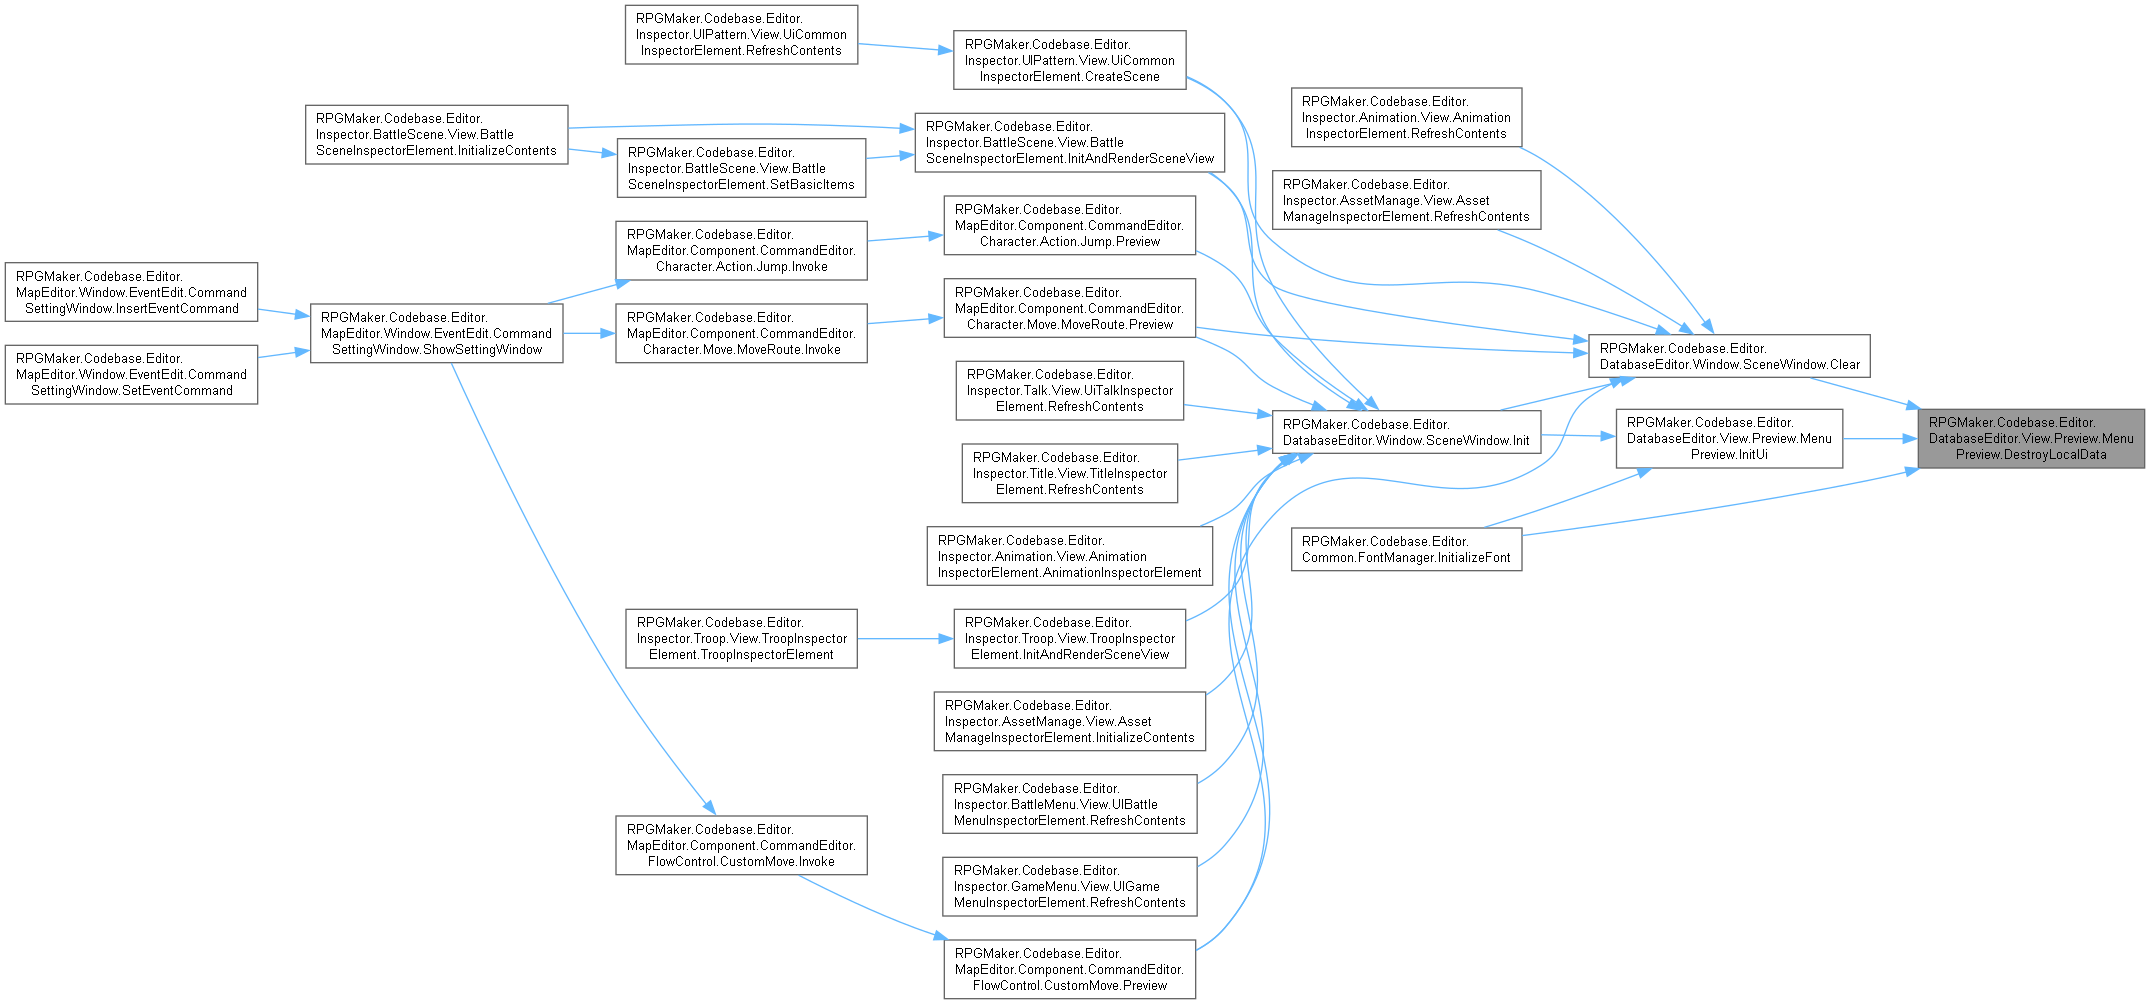 RPGMaker.Codebase.Editor.
Inspector.UIPattern.View.UiCommon
InspectorElement.RefreshContents
RPGMaker.Codebase.Editor.
Inspector.UIPattern.View.UiCommon
InspectorElement.CreateScene
RPGMaker.Codebase.Editor.
Inspector.Animation.View.Animation
InspectorElement.RefreshContents
RPGMaker.Codebase.Editor.
Inspector.BattleScene.View.Battle
SceneInspectorElement.InitializeContents
RPGMaker.Codebase.Editor.
Inspector.BattleScene.View.Battle
SceneInspectorElement.InitAndRenderSceneView
RPGMaker.Codebase.Editor.
Inspector.BattleScene.View.Battle
SceneInspectorElement.SetBasicItems
RPGMaker.Codebase.Editor.
Inspector.AssetManage.View.Asset
ManageInspectorElement.RefreshContents
RPGMaker.Codebase.Editor.
MapEditor.Component.CommandEditor.
Character.Action.Jump.Preview
RPGMaker.Codebase.Editor.
MapEditor.Component.CommandEditor.
Character.Action.Jump.Invoke
RPGMaker.Codebase.Editor.
MapEditor.Window.EventEdit.Command
SettingWindow.InsertEventCommand
RPGMaker.Codebase.Editor.
MapEditor.Component.CommandEditor.
Character.Move.MoveRoute.Preview
RPGMaker.Codebase.Editor.
MapEditor.Window.EventEdit.Command
SettingWindow.ShowSettingWindow
RPGMaker.Codebase.Editor.
MapEditor.Component.CommandEditor.
Character.Move.MoveRoute.Invoke
RPGMaker.Codebase.Editor.
DatabaseEditor.Window.SceneWindow.Clear
RPGMaker.Codebase.Editor.
MapEditor.Window.EventEdit.Command
SettingWindow.SetEventCommand
RPGMaker.Codebase.Editor.
Inspector.Talk.View.UiTalkInspector
Element.RefreshContents
RPGMaker.Codebase.Editor.
DatabaseEditor.Window.SceneWindow.Init
RPGMaker.Codebase.Editor.
DatabaseEditor.View.Preview.Menu
Preview.InitUi
RPGMaker.Codebase.Editor.
DatabaseEditor.View.Preview.Menu
Preview.DestroyLocalData
RPGMaker.Codebase.Editor.
Inspector.Title.View.TitleInspector
Element.RefreshContents
RPGMaker.Codebase.Editor.
Inspector.Animation.View.Animation
InspectorElement.AnimationInspectorElement
RPGMaker.Codebase.Editor.
Common.FontManager.InitializeFont
RPGMaker.Codebase.Editor.
Inspector.Troop.View.TroopInspector
Element.TroopInspectorElement
RPGMaker.Codebase.Editor.
Inspector.Troop.View.TroopInspector
Element.InitAndRenderSceneView
RPGMaker.Codebase.Editor.
Inspector.AssetManage.View.Asset
ManageInspectorElement.InitializeContents
RPGMaker.Codebase.Editor.
Inspector.BattleMenu.View.UIBattle
MenuInspectorElement.RefreshContents
RPGMaker.Codebase.Editor.
MapEditor.Component.CommandEditor.
FlowControl.CustomMove.Invoke
RPGMaker.Codebase.Editor.
Inspector.GameMenu.View.UIGame
MenuInspectorElement.RefreshContents
RPGMaker.Codebase.Editor.
MapEditor.Component.CommandEditor.
FlowControl.CustomMove.Preview